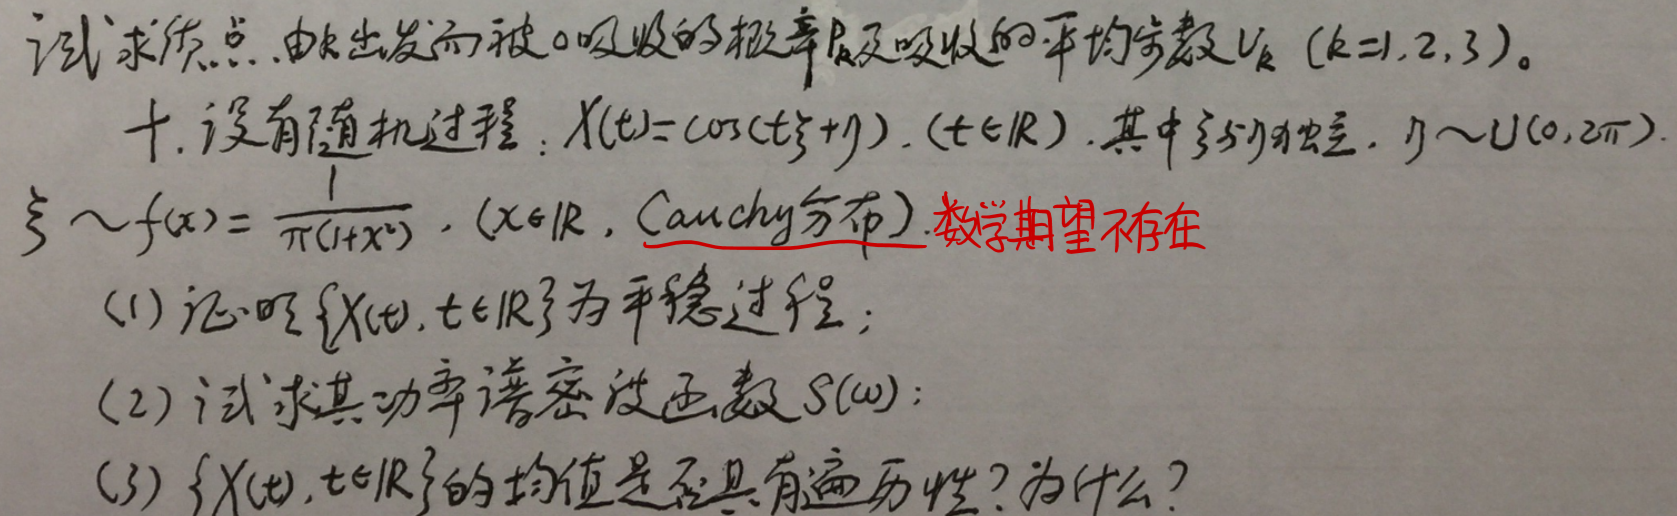 试求质点.由k出发而被0吸收的概率Pk及吸收的平均步数Vk (k=1,2,3)。
十.设有随机过程:X(t)=cos(tξ+η).(t∈R).其中ξ与η独立.η~U(0,2π).
ξ~f(x)=1/π(1+x²).(x∈R,Cauchy分布).数学期望不存在
(1)证明{X(t),t∈R}为平稳过程;
(2)试求其功率谱密度函数S(ω);
(3){X(t),t∈R}的均值是否具有遍历性?为什么?